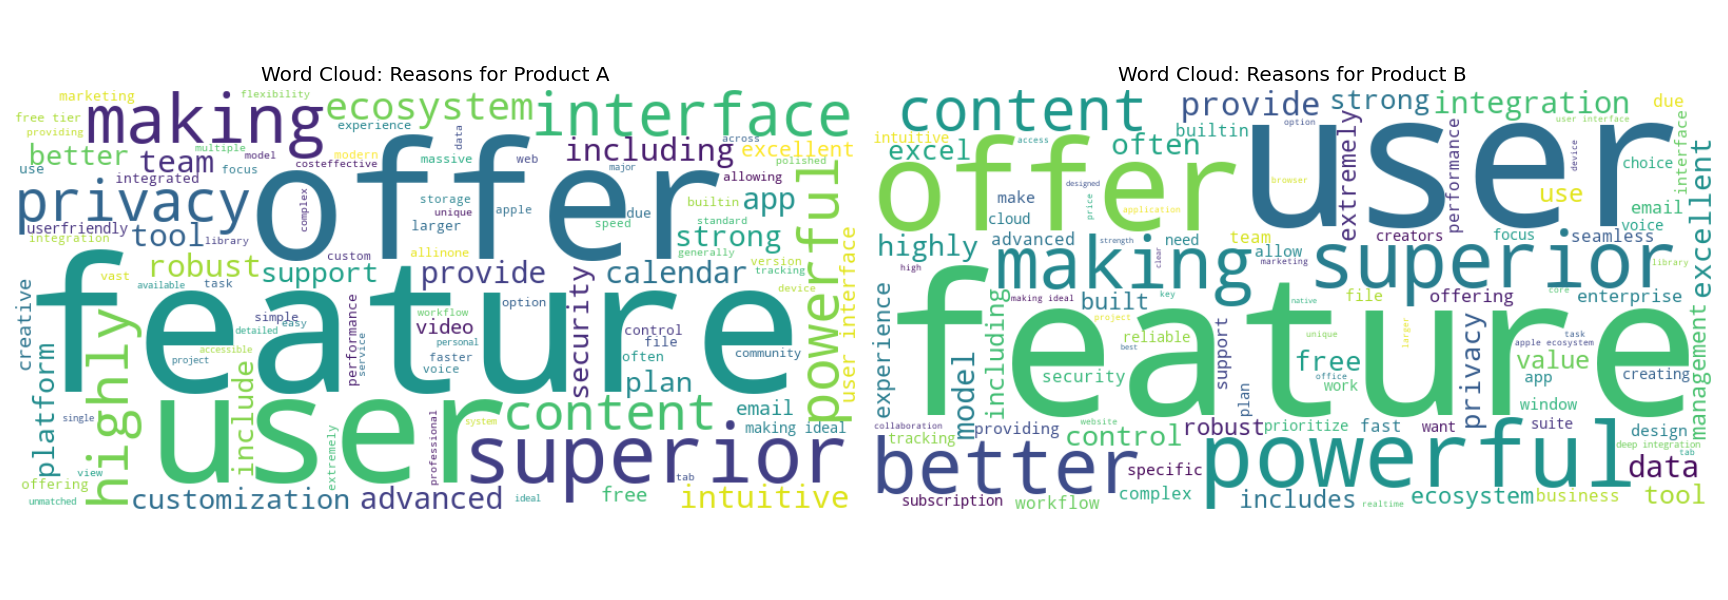 Word Cloud: Reasons for Product A
marketing
flexibility
free tier
making
ecosystem
interface
providing
experience
multiple
modern
data
offer
better
team
model
costeffective
massive
web
including
excellent
use
integrated
focus
major
across
polished
allowing
privacy
complex
storage
unique
larger
apple
speed
due
builtin
app
standard
strong
userfriendly
integration
tool
library
custom
allinone
generally
version
tracking
device
powerful
user interface
vast
robust
available
task
support
provide
calendar
security
option
creative
feature
simple
easy
detailed
accessible
project
performance
service
workflow
video
personal
faster
voice
control
file
often
community
plan
platform
highly
include
user
content
email
making ideal
single
view
offering
unmatched
extremely
professional
system
superior
customization
advanced
ideal
free
tab
intuitive
Word Cloud: Reasons for Product B
content
provide
strong
integration
due
intuitive
excel
access
often
builtin
option
user
user interface
extremely
performance
device
choice
interface
excellent
offer
designed
price
browser
make
cloud
application
use
email
voice
highly
advanced
need
team
allow
creators
focus
seamless
high
strength
making
clear
marketing
superior
library
experience
making ideal
built
key
file
offering
core
enterprise
management
including
project
native
feature
reliable
best
support
unique
larger
privacy
task
apple ecosystem
free
value
model
security
office
work
plan
app
creating
window
collaboration
tracking
providing
website
control
robust
prioritize
fast
want
suite
design
deep integration
tab
better
specific
powerful
data
subscription
workflow
complex
includes
realtime
ecosystem
business
tool